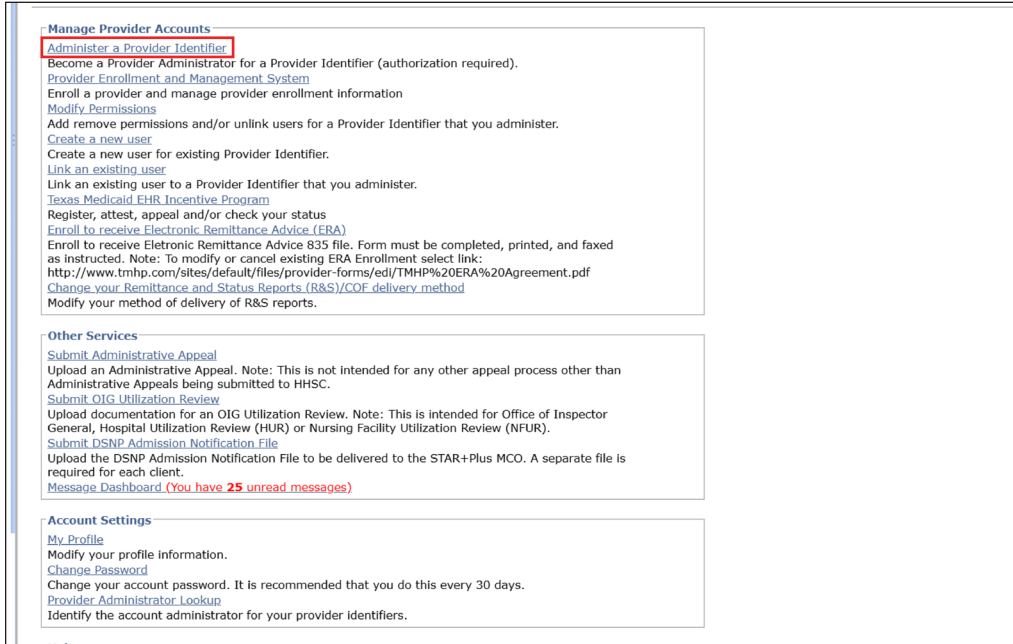 Manage Provider Accounts
Administer a Provider Identifier
Become a Provider Administrator for a Provider Identifier (authorization required).
Provider Enrollment and Management System
Enroll a provider and manage provider enrollment information
Modify Permissions
Add remove permissions and/or unlink users for a Provider Identifier that you administer.
Create a new user
Create a new user for existing Provider Identifier.
Link an existing user
Link an existing user to a Provider Identifier that you administer.
Texas Medicaid EHR Incentive Program
Register, attest, appeal and/or check your status
Enroll to receive Electronic Remittance Advice (ERA)
Enroll to receive Eletronic Remittance Advice 835 file. Form must be completed, printed, and faxed
as instructed. Note: To modify or cancel existing ERA Enrollment select link:
http://www.tmhp.com/sites/default/files/provider-forms/edi/TMHP%20ERA%20Agreement.pdf
Change your Remittance and Status Reports (R&S)/COF delivery method
Modify your method of delivery of R&S reports.
Other Services
Submit Administrative Appeal
Upload an Administrative Appeal. Note: This is not intended for any other appeal process other than
Administrative Appeals being submitted to HHSC.
Submit OIG Utilization Review
Upload documentation for an OIG Utilization Review. Note: This is intended for Office of Inspector
General, Hospital Utilization Review (HUR) or Nursing Facility Utilization Review (NFUR).
Submit DSNP Admission Notification File
Upload the DSNP Admission Notification File to be delivered to the STAR+Plus MCO. A separate file is
required for each client.
Message Dashboard (You have 25 unread messages)
Account Settings
My Profile
Modify your profile information.
Change Password
Change your account password. It is recommended that you do this every 30 days.
Provider Administrator Lookup
Identify the account administrator for your provider identifiers.